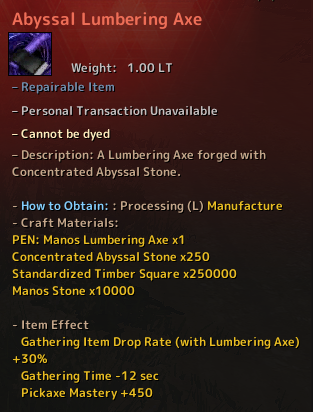 Abyssal Lumbering Axe
Weight: 1.00 LT
– Repairable Item
– Personal Transaction Unavailable
– Cannot be dyed
– Description: A Lumbering Axe forged with
Concentrated Abyssal Stone.
- How to Obtain: : Processing (L) Manufacture
- Craft Materials:
PEN: Manos Lumbering Axe x1
Concentrated Abyssal Stone x250
Standardized Timber Square x250000
Manos Stone x10000
- Item Effect
Gathering Item Drop Rate (with Lumbering Axe)
+30%
Gathering Time -12 sec
Pickaxe Mastery +450